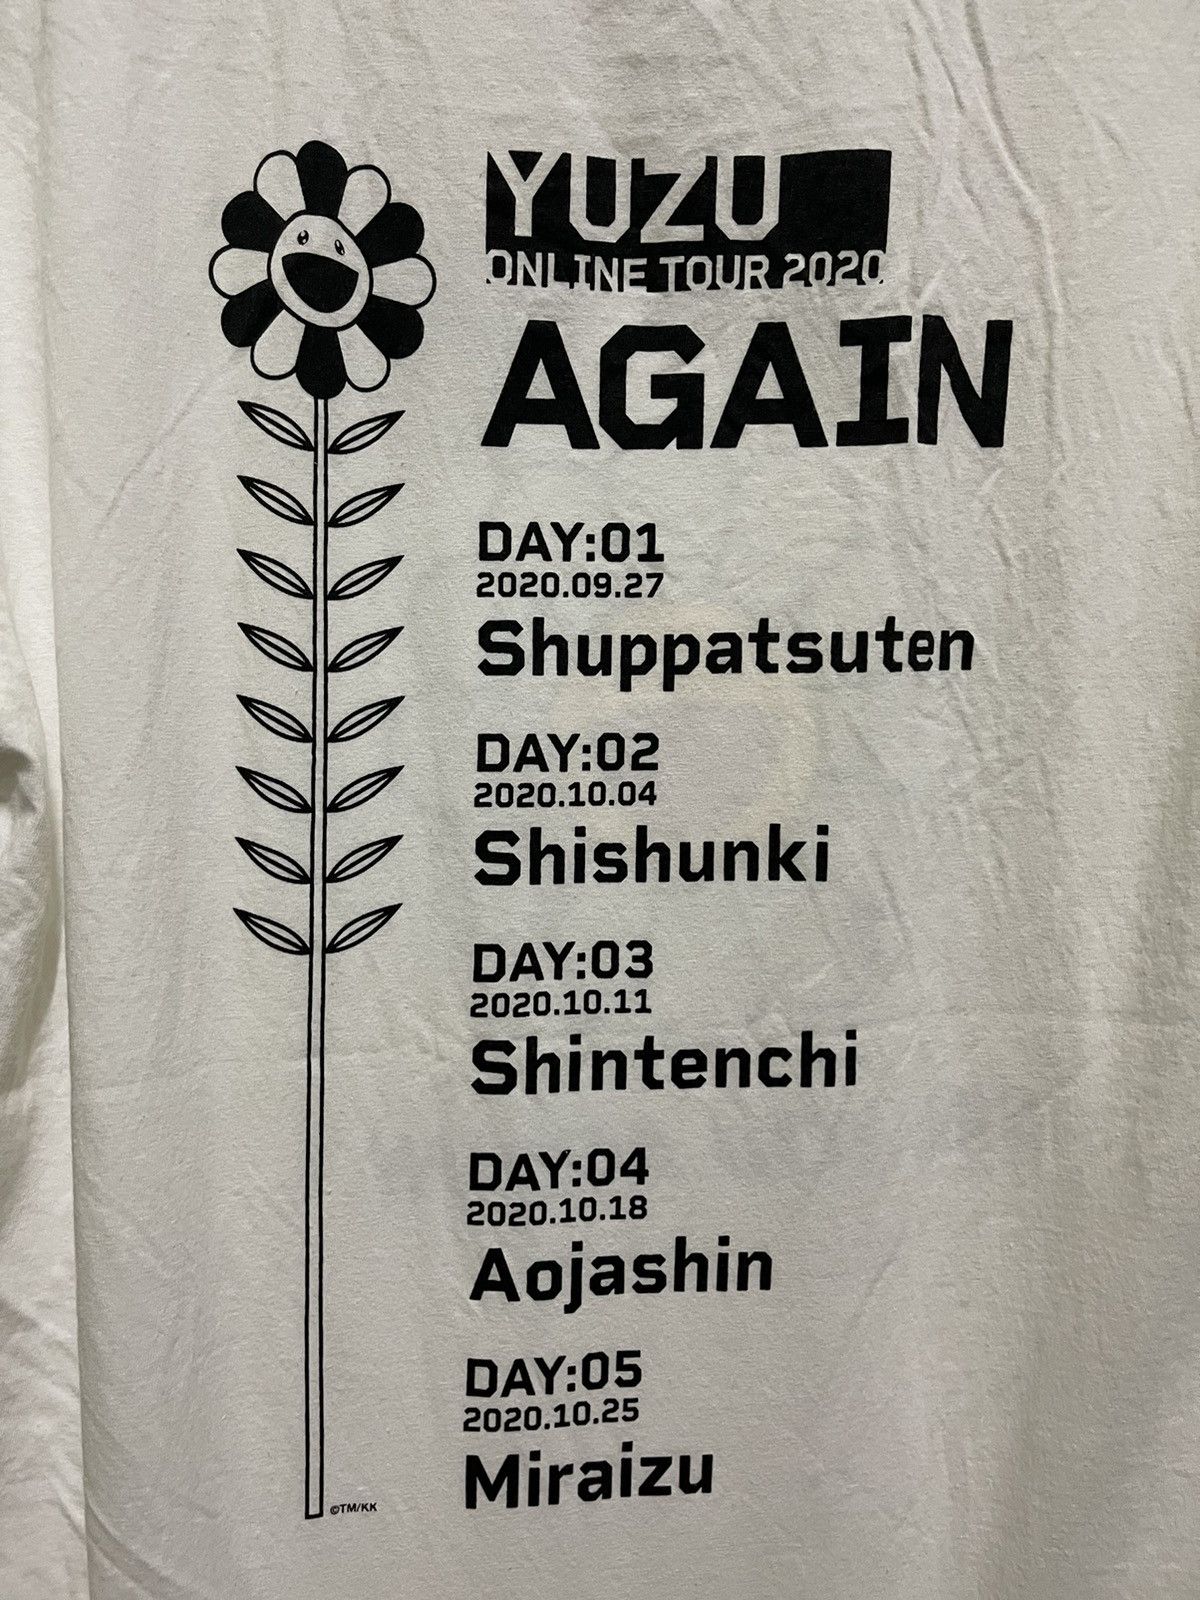 YUZU
ONLINE TOUR 2020
AGAIN
DAY:01
2020.09.27
Shuppatsuten
DAY:02
2020.10.04
Shishunki
DAY:03
2020.10.11
Shintenchi
DAY:04
2020.10.18
Aojashin
DAY:05
2020.10.25
Miraizu
©TM/KK